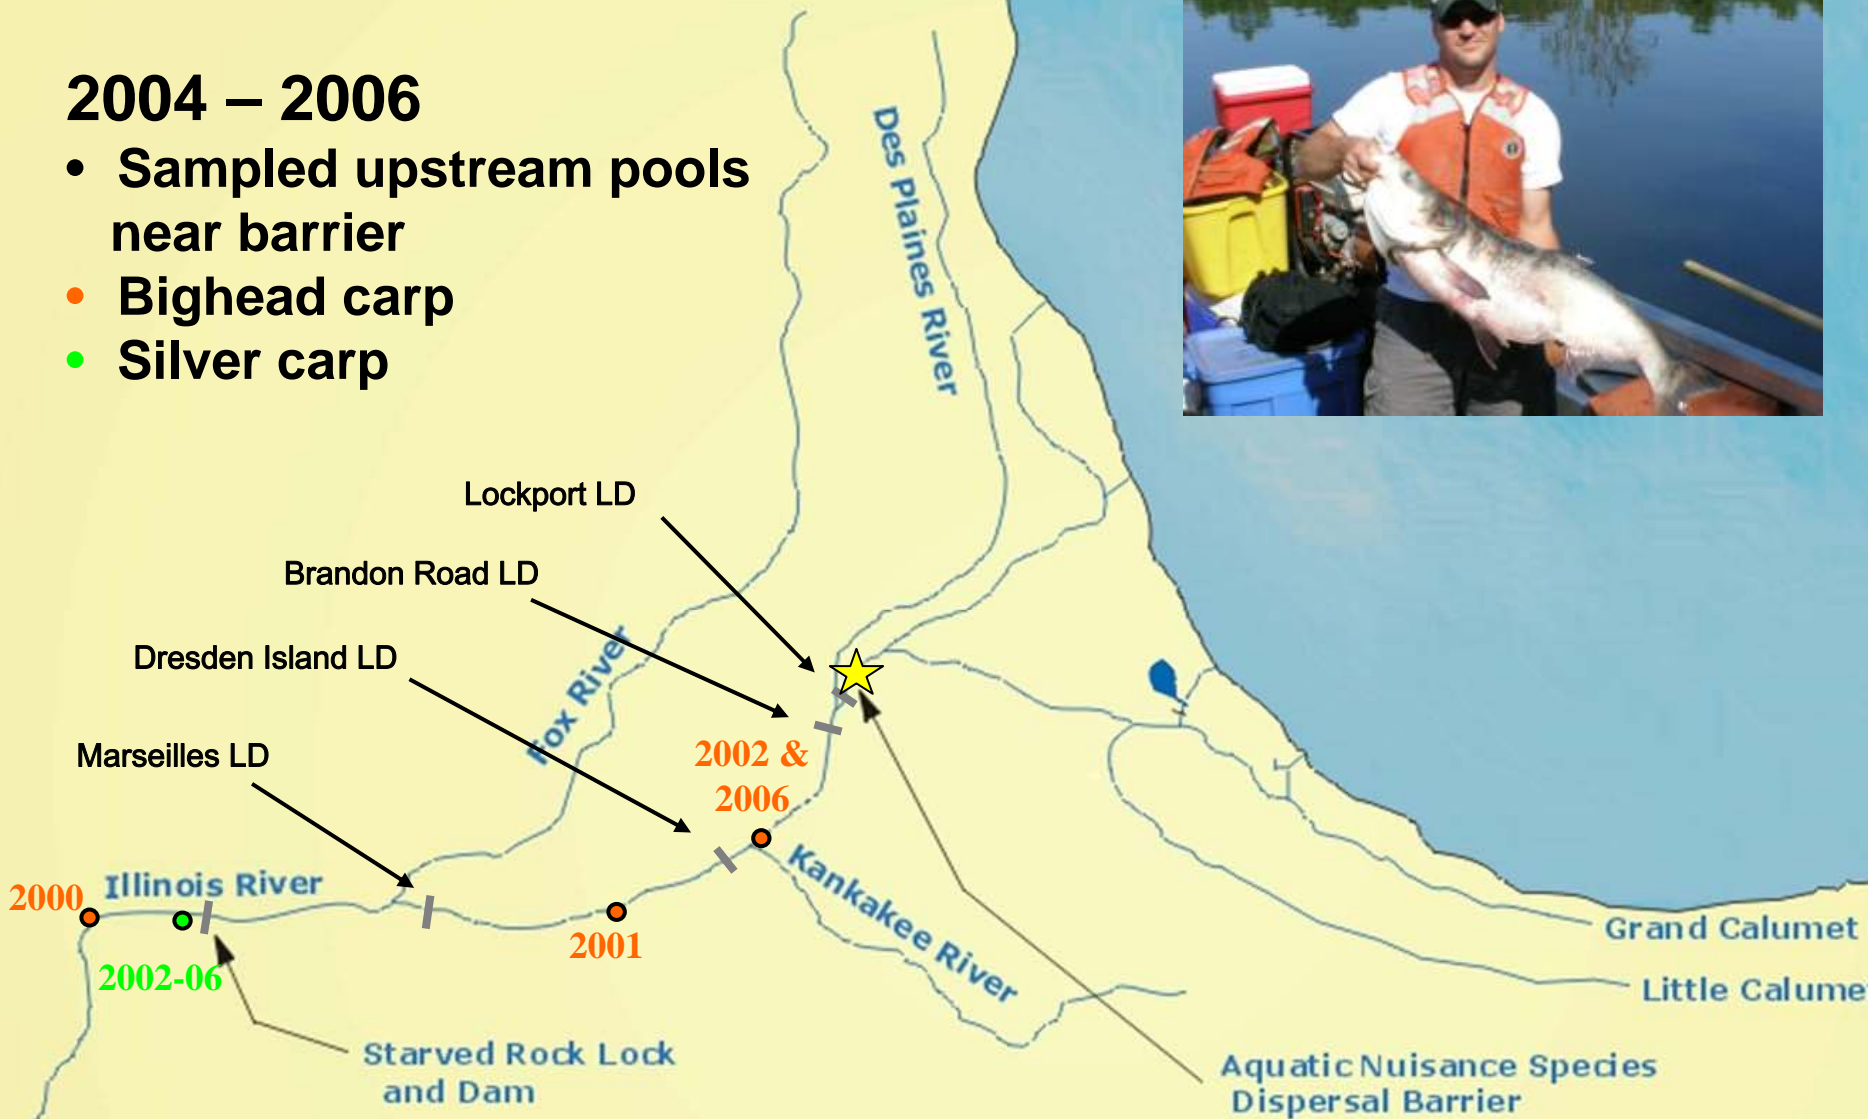 2004 – 2006
• Sampled upstream pools
near barrier
• Bighead carp
• Silver carp
Des Plaines River
Lockport LD
Brandon Road LD
Dresden Island LD
Fox River
Marseilles LD
2002 &
2006
Kankakee River
2000
Illinois River
2001
2002-06
Grand Calumet
Little Calume
Starved Rock Lock
and Dam
Aquatic Nuisance Species
Dispersal Barrier